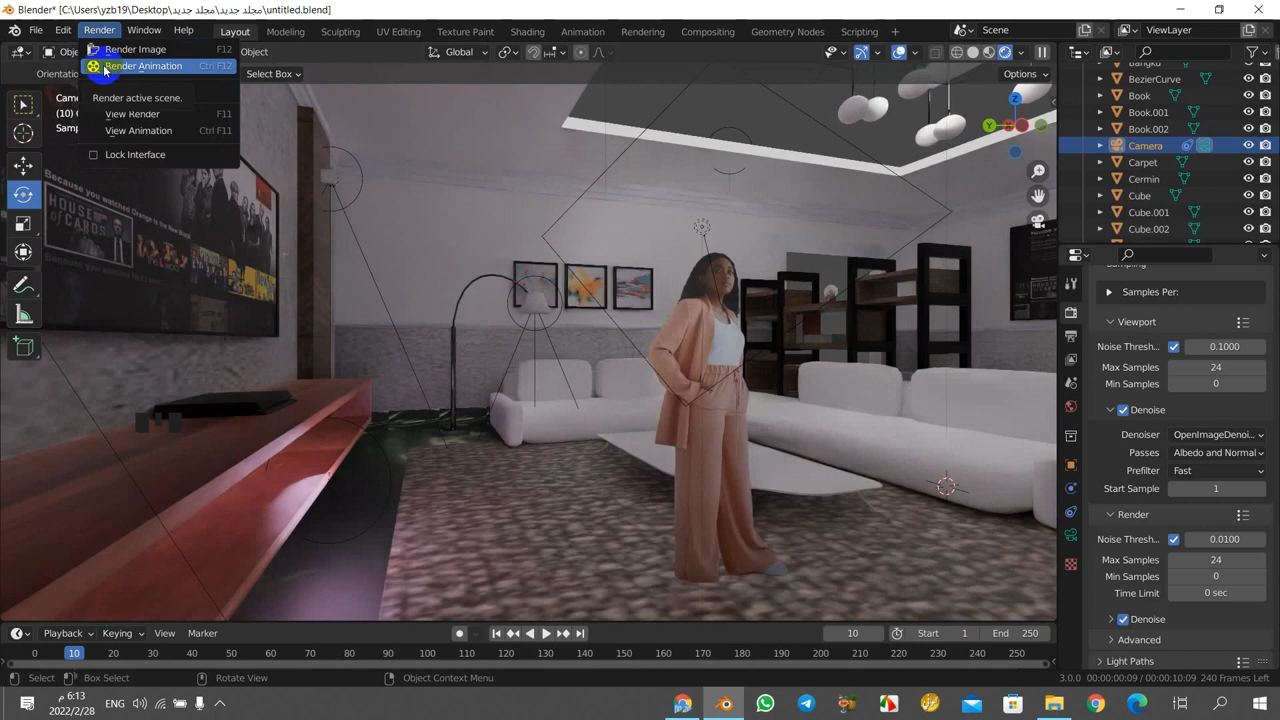 Blender* [C:\Users\yzb19\Desktop\مجلد جديد\مجلد جديد\untitled.blend]
File Edit Render Window Help Layout Modeling Sculpting UV Editing Texture Paint Shading Animation Rendering Compositing Geometry Nodes Scripting Scene ViewLayer
Render Image F12
Object Global
Render Animation Ctrl F12
Select Box Options
Render active scene.
View Render F11
View Animation Ctrl F11
Lock Interface
(10)
Z
Y
Because you watched Orange Is the New Black
HOUSE OF
CARDS
BezierCurve
Book
Book.001
Book.002
Camera
Carpet
Cermin
Cube
Cube.001
Cube.002
Samples Per:
Viewport
Noise Thresh... 0.1000
Max Samples 24
Min Samples 0
Denoise
Denoiser OpenImageDenoi...
Passes Albedo and Normal
Prefilter Fast
Start Sample 1
Render
Noise Thresh... 0.0100
Max Samples 24
Min Samples 0
Time Limit 0 sec
Denoise
Advanced
Light Paths
Playback Keying View Marker 10 Start 1 End 250
0 10 20 30 40 50 60 70 80 90 100 110 120 130 140 150 160 170 180 190 200 210 220 230 240 250
Select Box Select Rotate View Object Context Menu 3.0.0 00:00:00:09 / 00:00:10:09 240 Frames Left
6:13 م
ENG
2022/2/28